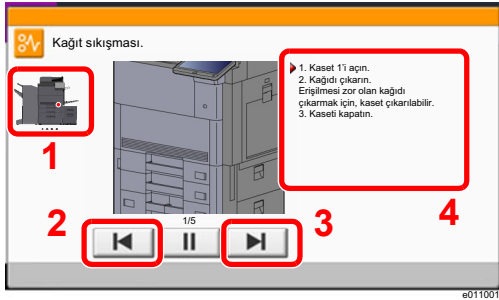 Kağıt sıkışması.
1. Kaset 1'i açın.
2. Kağıdı çıkarın.
Erişilmesi zor olan kağıdı
çıkarmak için, kaset çıkarılabilir.
3. Kaseti kapatın.
1
1/5
2
3
4
e011001